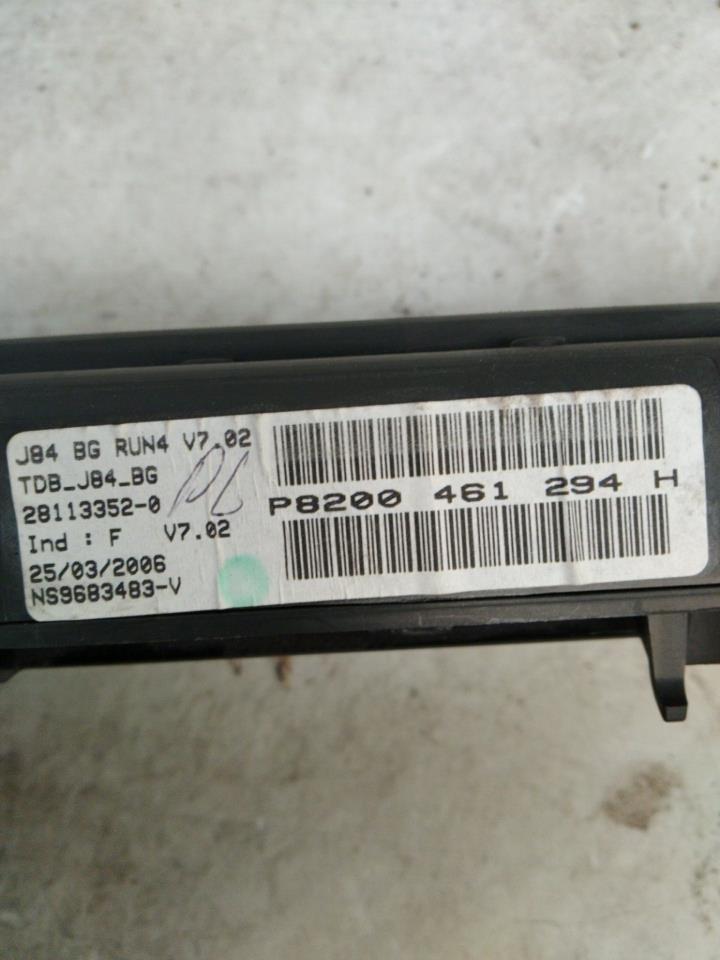 J84 BG RUN4 V7.02
TDB_J84_BG
28113352-0
Ind : F V7.02
25/03/2006
NS9683483-V
P8200 461 294 H